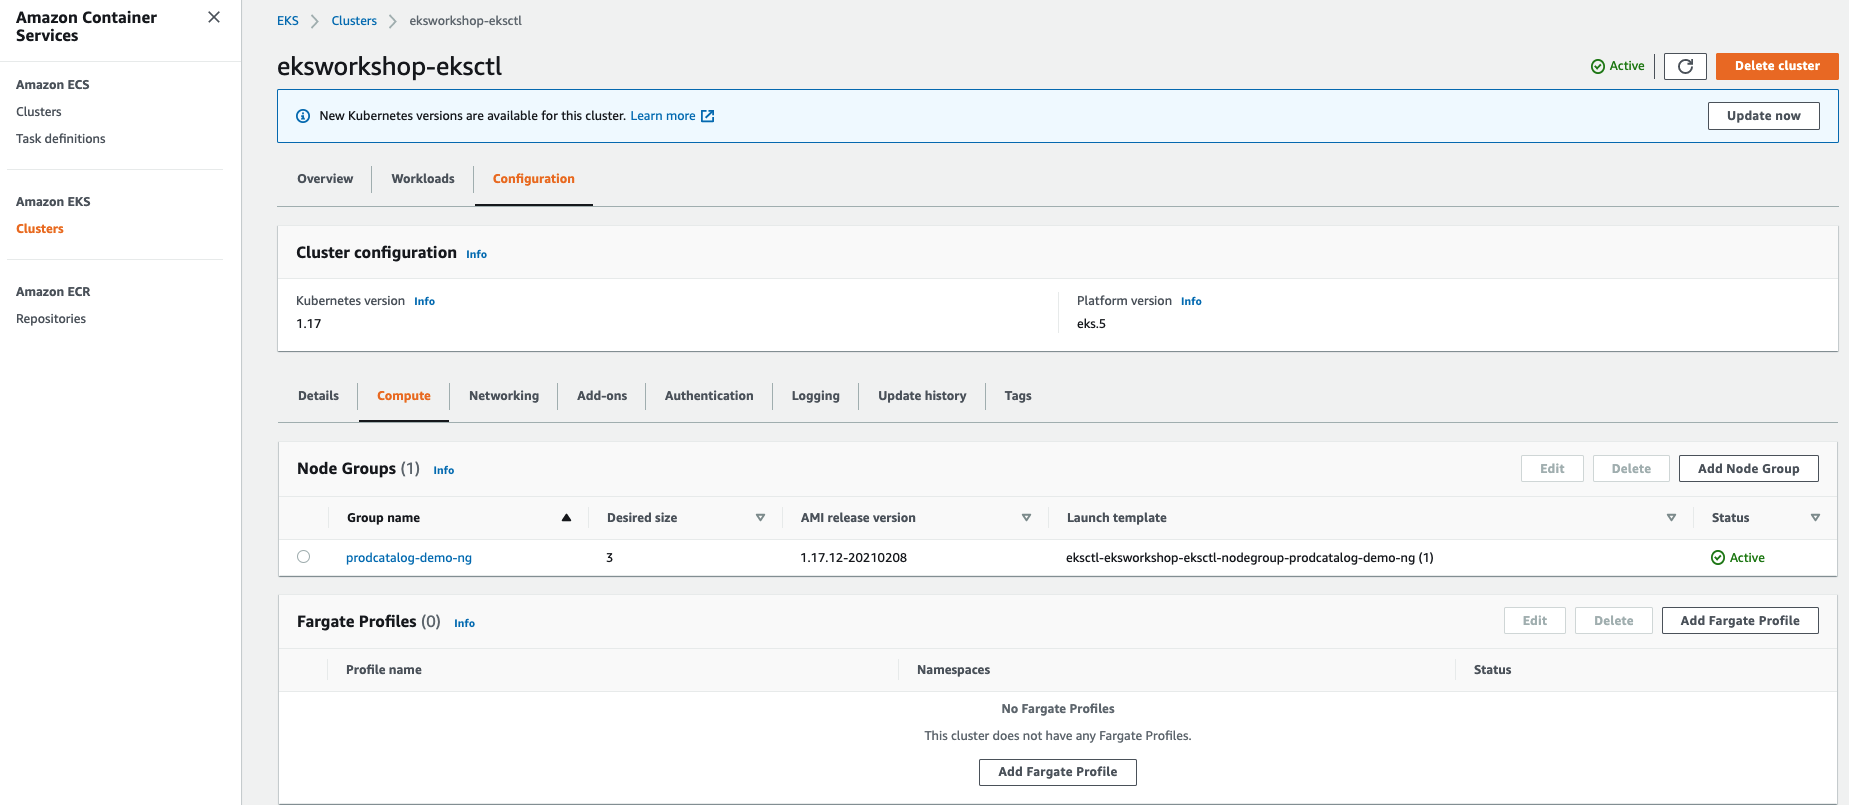 Amazon Container
Services
Amazon ECS
Clusters
Task definitions
Amazon EKS
Clusters
Amazon ECR
Repositories
EKS Clusters eksworkshop-eksctl
eksworkshop-eksctl
Active
Delete cluster
New Kubernetes versions are available for this cluster. Learn more
Update now
Overview Workloads Configuration
Cluster configuration Info
Kubernetes version Info
1.17
Platform version Info
eks.5
Details Compute Networking Add-ons Authentication Logging Update history Tags
Node Groups (1) Info
Edit Delete Add Node Group
Group name Desired size AMI release version Launch template Status
prodcatalog-demo-ng 3 1.17.12-20210208 eksctl-eksworkshop-eksctl-nodegroup-prodcatalog-demo-ng (1) Active
Fargate Profiles (0) Info
Edit Delete Add Fargate Profile
Profile name Namespaces Status
No Fargate Profiles
This cluster does not have any Fargate Profiles.
Add Fargate Profile